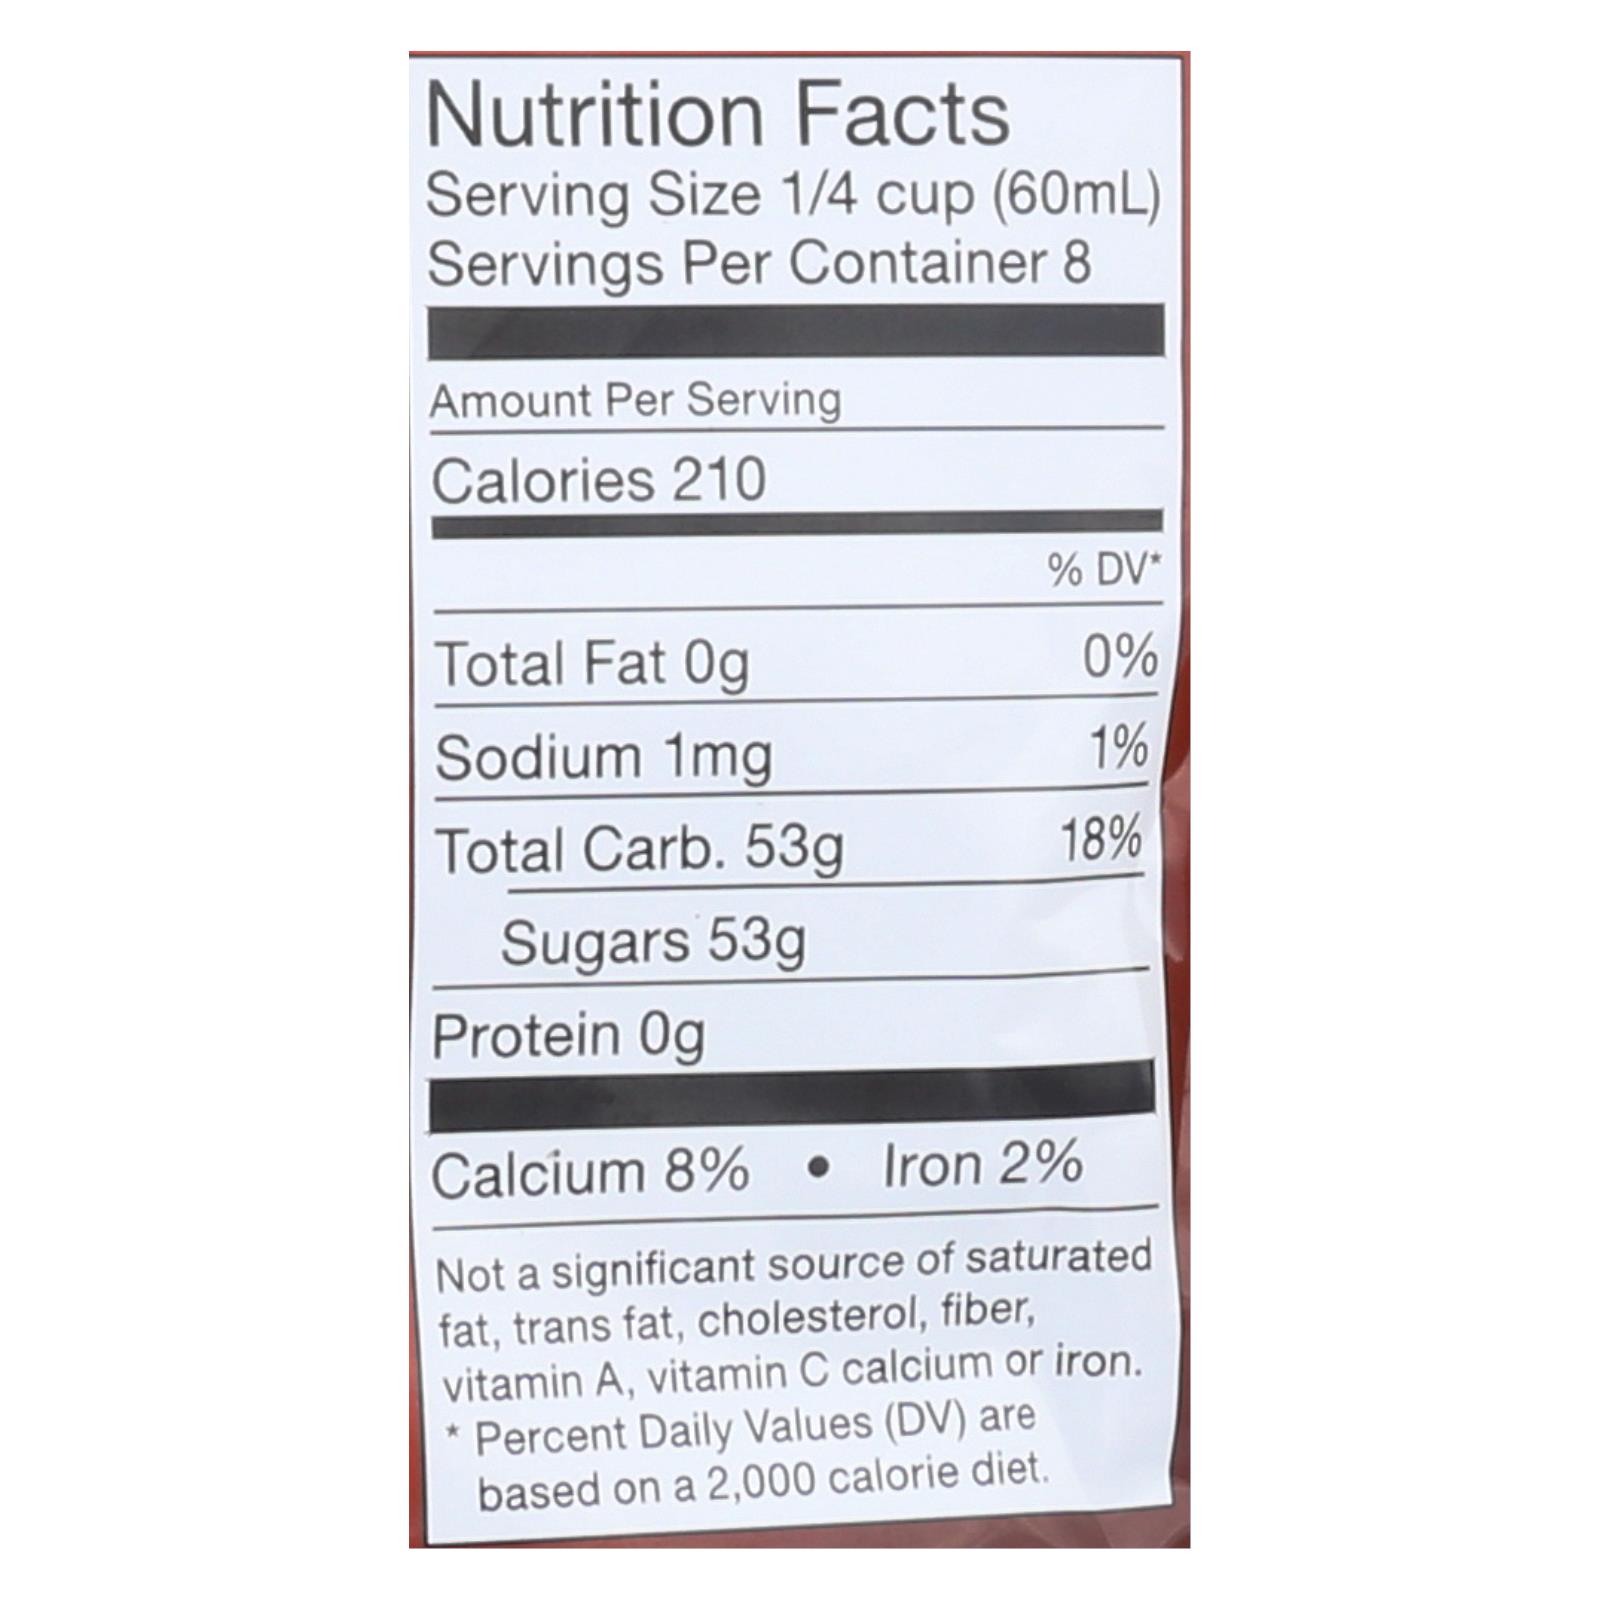 Nutrition Facts
Serving Size 1/4 cup (60mL)
Servings Per Container 8
Amount Per Serving
Calories 210
% DV*
Total Fat 0g 0%
Sodium 1mg 1%
Total Carb. 53g 18%
Sugars 53g
Protein 0g
Calcium 8% • Iron 2%
Not a significant source of saturated
fat, trans fat, cholesterol, fiber,
vitamin A, vitamin C calcium or iron.
* Percent Daily Values (DV) are
based on a 2,000 calorie diet.